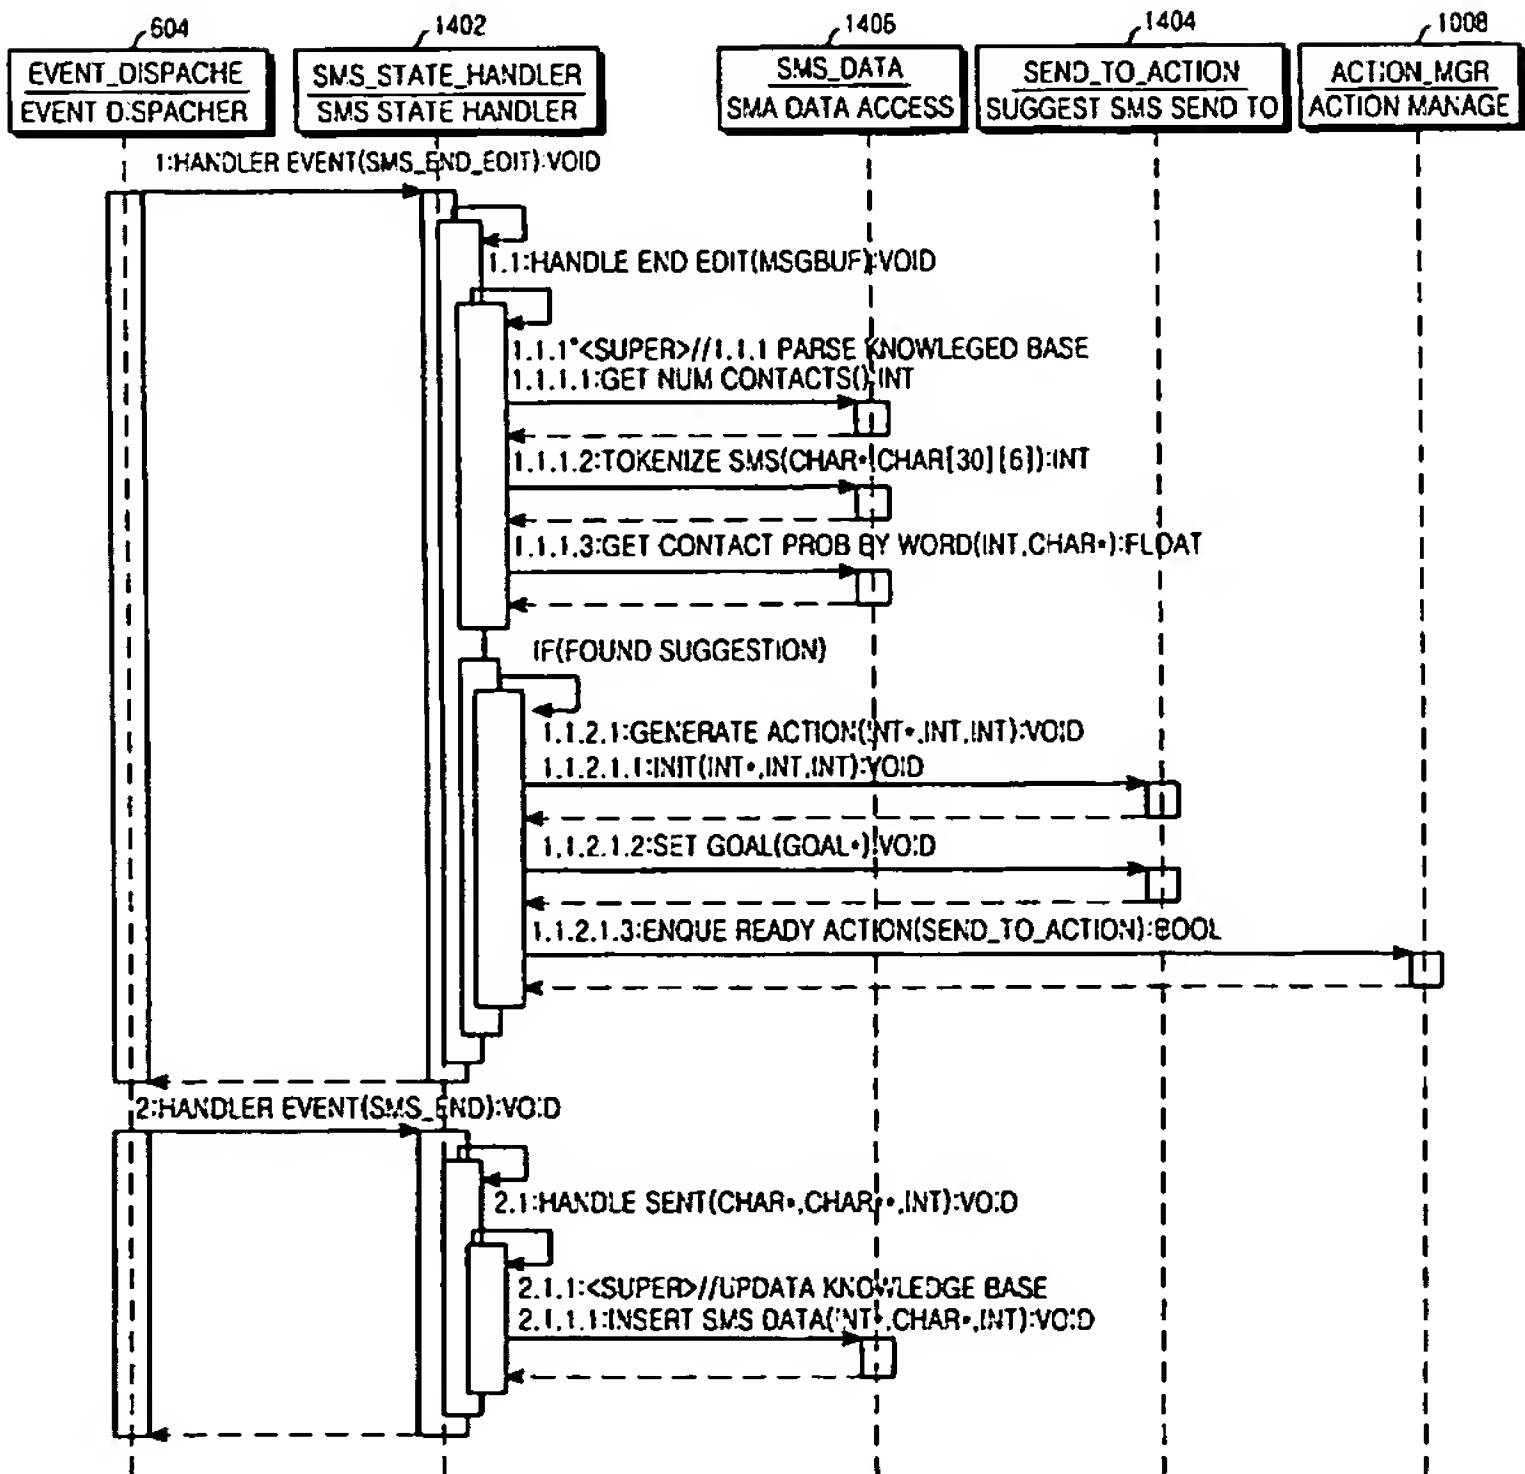 604
1402
1406
1404
1008
EVENT_DISPACHE
EVENT DISPACHER
SMS_STATE_HANDLER
SMS STATE HANDLER
SMS_DATA
SMA DATA ACCESS
SEND_TO_ACTION
SUGGEST SMS SEND TO
ACTION_MGR
ACTION MANAGE
1:HANDLER EVENT(SMS_END_EDIT):VOID
1.1:HANDLE END EDIT(MSGBUF):VOID
1.1.1*<SUPER>//1.1.1 PARSE KNOWLEGED BASE
1.1.1.1:GET NUM CONTACTS():INT
1.1.1.2:TOKENIZE SMS(CHAR*,CHAR[30][6]):INT
1.1.1.3:GET CONTACT PROB BY WORD(INT,CHAR*):FLOAT
IF(FOUND SUGGESTION)
1.1.2.1:GENERATE ACTION(INT*,INT,INT):VOID
1.1.2.1.1:INIT(INT*,INT,INT):VOID
1.1.2.1.2:SET GOAL(GOAL*):VOID
1.1.2.1.3:ENQUE READY ACTION(SEND_TO_ACTION):BOOL
2:HANDLER EVENT(SMS_END):VOID
2.1:HANDLE SENT(CHAR*,CHAR**,INT):VOID
2.1.1:<SUPER>//UPDATA KNOWLEDGE BASE
2.1.1.1:INSERT SMS DATA(INT*,CHAR*,INT):VOID